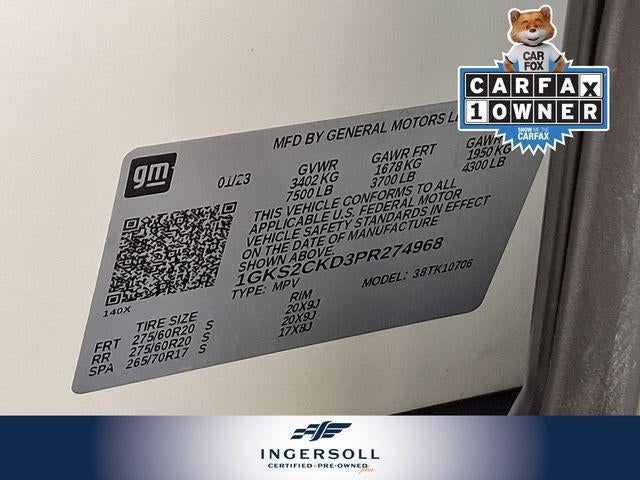 CAR
FOX
CARFAX
1 OWNER
SHOW ME THE
CARFAX
MFD BY GENERAL MOTORS
gm
01/23
GVWR
3402 KG
7500 LB
GAWR FRT
1678 KG
3700 LB
GAWR
1950 KG
4300 LB
THIS VEHICLE CONFORMS TO ALL
APPLICABLE U.S. FEDERAL MOTOR
VEHICLE SAFETY STANDARDS IN EFFECT
ON THE DATE OF MANUFACTURE
SHOWN ABOVE.
1GKS2CKD3PR274968
TYPE: MPV
MODEL: 38TK10706
140X
TIRE SIZE
RIM
FRT 275/60R20 S 20X9J
RR 275/60R20 S 20X9J
SPA 265/70R17 S 17X8J
INGERSOLL
CERTIFIED • PRE-OWNED plus